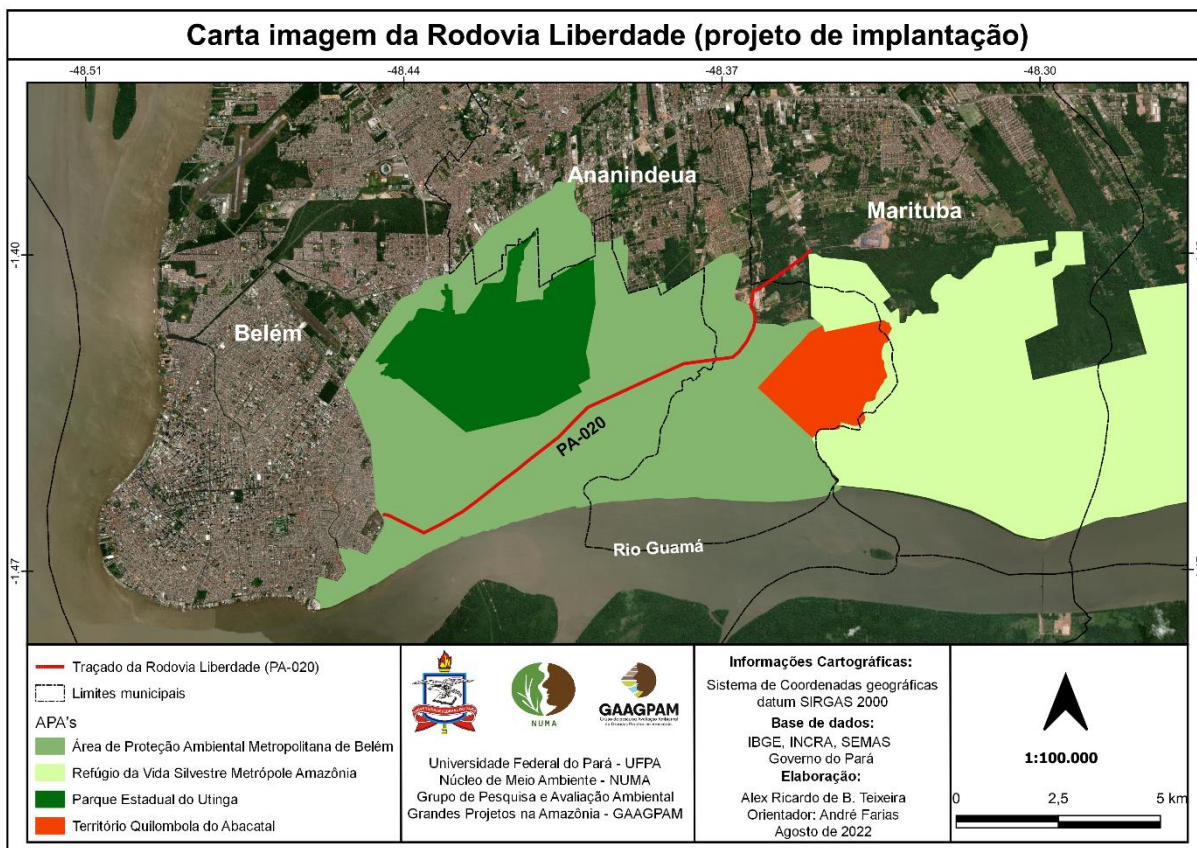 Carta imagem da Rodovia Liberdade (projeto de implantação)
-48.51
-48.44
-48.37
-48.30
-1.40
-1.47
Ananindeua
Marituba
Belém
PA-020
Rio Guamá
Traçado da Rodovia Liberdade (PA-020)
Limites municipais
APA's
Área de Proteção Ambiental Metropolitana de Belém
Refúgio da Vida Silvestre Metrópole Amazônia
Parque Estadual do Utinga
Território Quilombola do Abacatal
NUMA
GAAGPAM
Universidade Federal do Pará - UFPA
Núcleo de Meio Ambiente - NUMA
Grupo de Pesquisa e Avaliação Ambiental
Grandes Projetos na Amazônia - GAAGPAM
Informações Cartográficas:
Sistema de Coordenadas geográficas
datum SIRGAS 2000
Base de dados:
IBGE, INCRA, SEMAS
Governo do Pará
Elaboração:
Alex Ricardo de B. Teixeira
Orientador: André Farias
Agosto de 2022
1:100.000
0 2,5 5 km